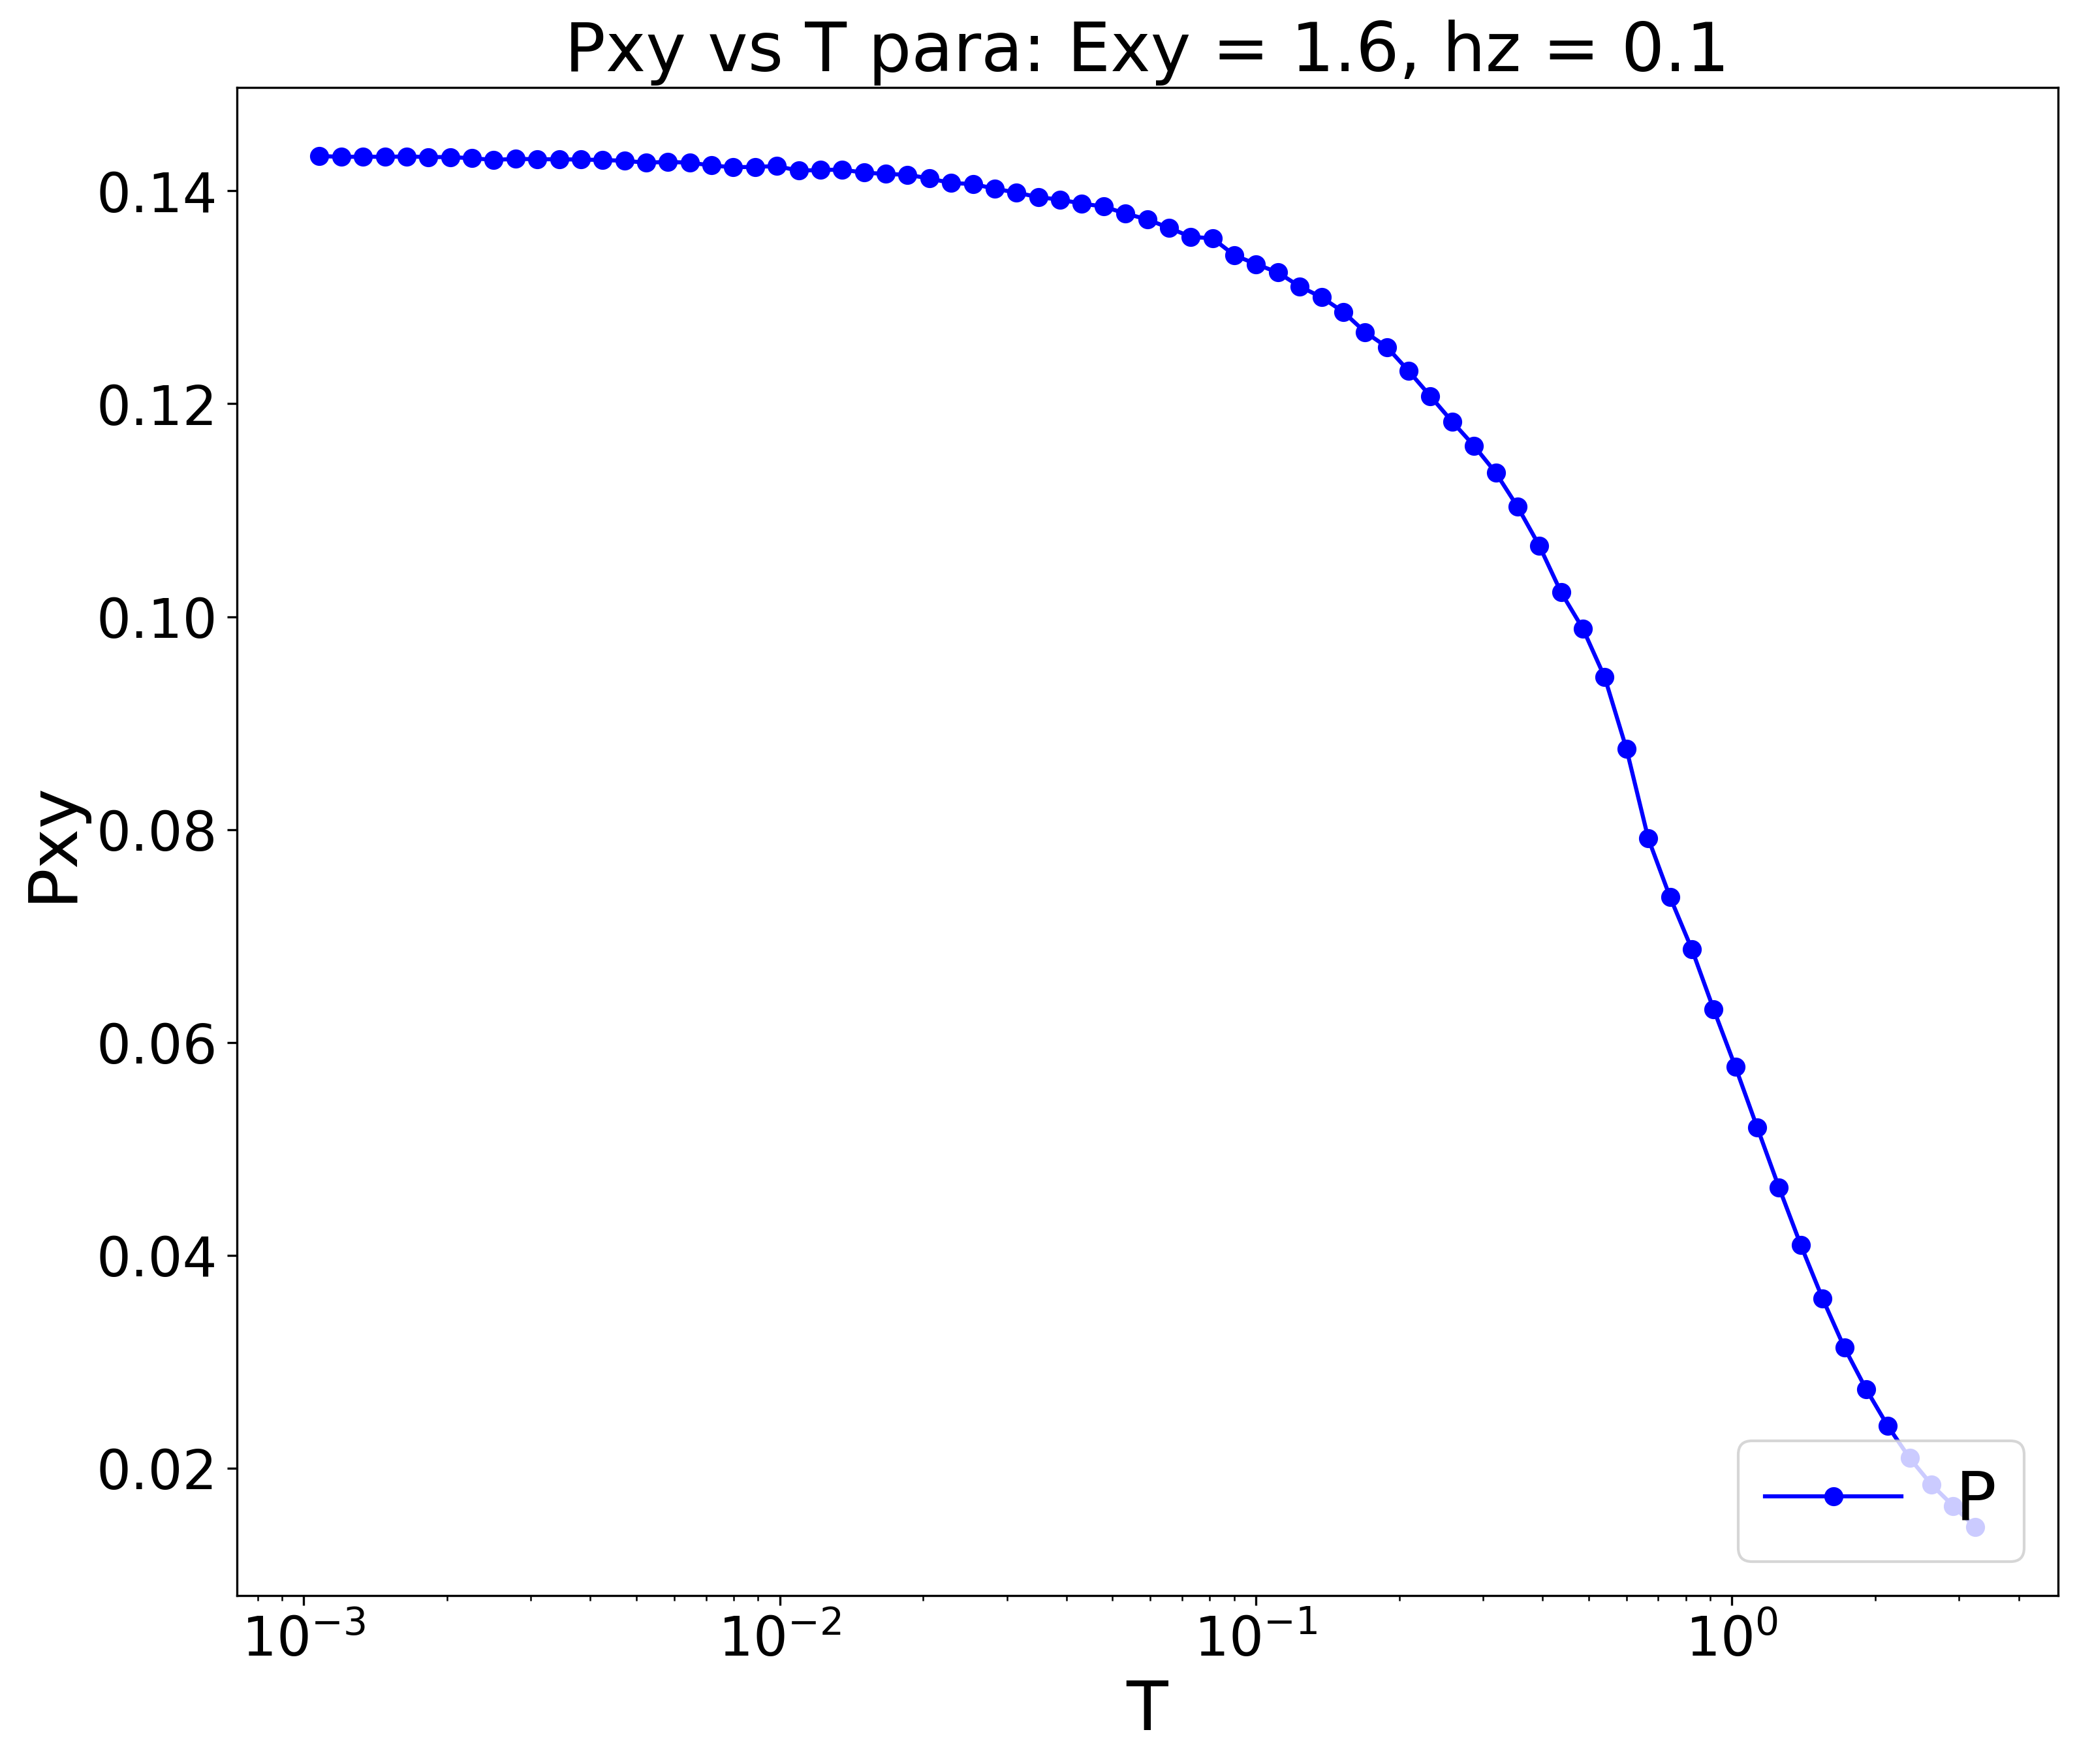 Pxy vs T para: Exy = 1.6, hz = 0.1
0.14
0.12
0.10
0.08
0.06
0.04
0.02
Pxy
P
10⁻³ 10⁻² 10⁻¹ 10⁰
T